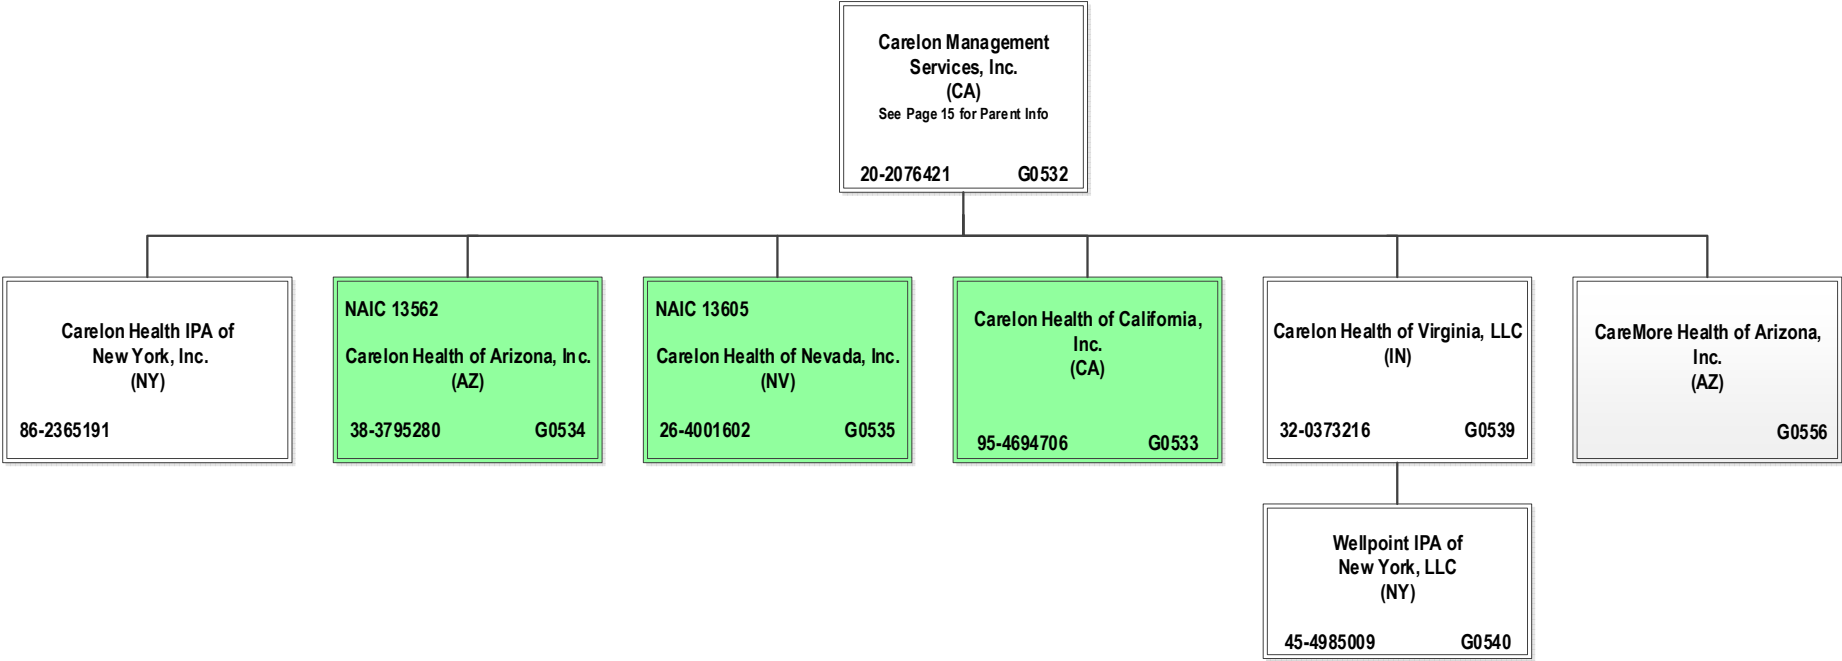 Carelon Management
Services, Inc.
(CA)
See Page 15 for Parent Info
20-2076421 G0532
Carelon Health IPA of
New York, Inc.
(NY)
86-2365191
NAIC 13562
Carelon Health of Arizona, Inc.
(AZ)
38-3795280 G0534
NAIC 13605
Carelon Health of Nevada, Inc.
(NV)
26-4001602 G0535
Carelon Health of California,
Inc.
(CA)
95-4694706 G0533
Carelon Health of Virginia, LLC
(IN)
32-0373216 G0539
CareMore Health of Arizona,
Inc.
(AZ)
G0556
Wellpoint IPA of
New York, LLC
(NY)
45-4985009 G0540